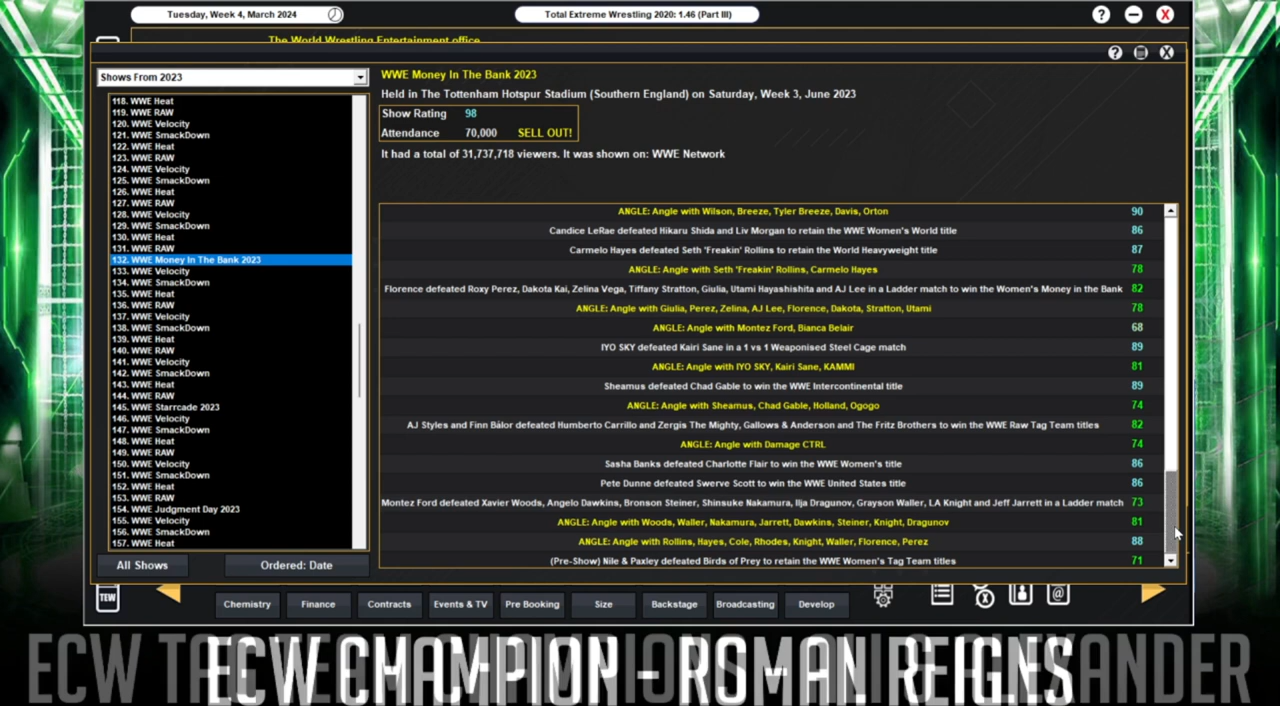 Tuesday, Week 4, March 2024
Total Extreme Wrestling 2020: 1.46 (Part III)
? X
The World Wrestling Entertainment office
? X
Shows From 2023
118. WWE Heat
119. WWE RAW
120. WWE Velocity
121. WWE SmackDown
122. WWE Heat
123. WWE RAW
124. WWE Velocity
125. WWE SmackDown
126. WWE Heat
127. WWE RAW
128. WWE Velocity
129. WWE SmackDown
130. WWE Heat
131. WWE RAW
132. WWE Money In The Bank 2023
133. WWE Velocity
134. WWE SmackDown
135. WWE Heat
136. WWE RAW
137. WWE Velocity
138. WWE SmackDown
139. WWE Heat
140. WWE RAW
141. WWE Velocity
142. WWE SmackDown
143. WWE Heat
144. WWE RAW
145. WWE Starrcade 2023
146. WWE Velocity
147. WWE SmackDown
148. WWE Heat
149. WWE RAW
150. WWE Velocity
151. WWE SmackDown
152. WWE Heat
153. WWE RAW
154. WWE Judgment Day 2023
155. WWE Velocity
156. WWE SmackDown
157. WWE Heat
All Shows
Ordered: Date
WWE Money In The Bank 2023
Held in The Tottenham Hotspur Stadium (Southern England) on Saturday, Week 3, June 2023
Show Rating 98
Attendance 70,000 SELL OUT!
It had a total of 31,737,718 viewers. It was shown on: WWE Network
ANGLE: Angle with Wilson, Breeze, Tyler Breeze, Davis, Orton 90
Candice LeRae defeated Hikaru Shida and Liv Morgan to retain the WWE Women's World title 86
Carmelo Hayes defeated Seth 'Freakin' Rollins to retain the World Heavyweight title 87
ANGLE: Angle with Seth 'Freakin' Rollins, Carmelo Hayes 78
Florence defeated Roxy Perez, Dakota Kai, Zelina Vega, Tiffany Stratton, Giulia, Utami Hayashishita and AJ Lee in a Ladder match to win the Women's Money in the Bank 82
ANGLE: Angle with Giulia, Perez, Zelina, AJ Lee, Florence, Dakota, Stratton, Utami 78
ANGLE: Angle with Montez Ford, Bianca Belair 68
IYO SKY defeated Kairi Sane in a 1 vs 1 Weaponised Steel Cage match 89
ANGLE: Angle with IYO SKY, Kairi Sane, KAMMI 81
Sheamus defeated Chad Gable to win the WWE Intercontinental title 89
ANGLE: Angle with Sheamus, Chad Gable, Holland, Ogogo 74
AJ Styles and Finn Bálor defeated Humberto Carrillo and Zergis The Mighty, Gallows & Anderson and The Fritz Brothers to win the WWE Raw Tag Team titles 82
ANGLE: Angle with Damage CTRL 74
Sasha Banks defeated Charlotte Flair to win the WWE Women's title 86
Pete Dunne defeated Swerve Scott to win the WWE United States title 86
Montez Ford defeated Xavier Woods, Angelo Dawkins, Bronson Steiner, Shinsuke Nakamura, Ilja Dragunov, Grayson Waller, LA Knight and Jeff Jarrett in a Ladder match 73
ANGLE: Angle with Woods, Waller, Nakamura, Jarrett, Dawkins, Steiner, Knight, Dragunov 81
ANGLE: Angle with Rollins, Hayes, Cole, Rhodes, Knight, Waller, Florence, Perez 88
(Pre-Show) Nile & Paxley defeated Birds of Prey to retain the WWE Women's Tag Team titles 71
TEW
Chemistry
Finance
Contracts
Events & TV
Pre Booking
Size
Backstage
Broadcasting
Develop
ECW CHAMPION - ROMAN REIGNS